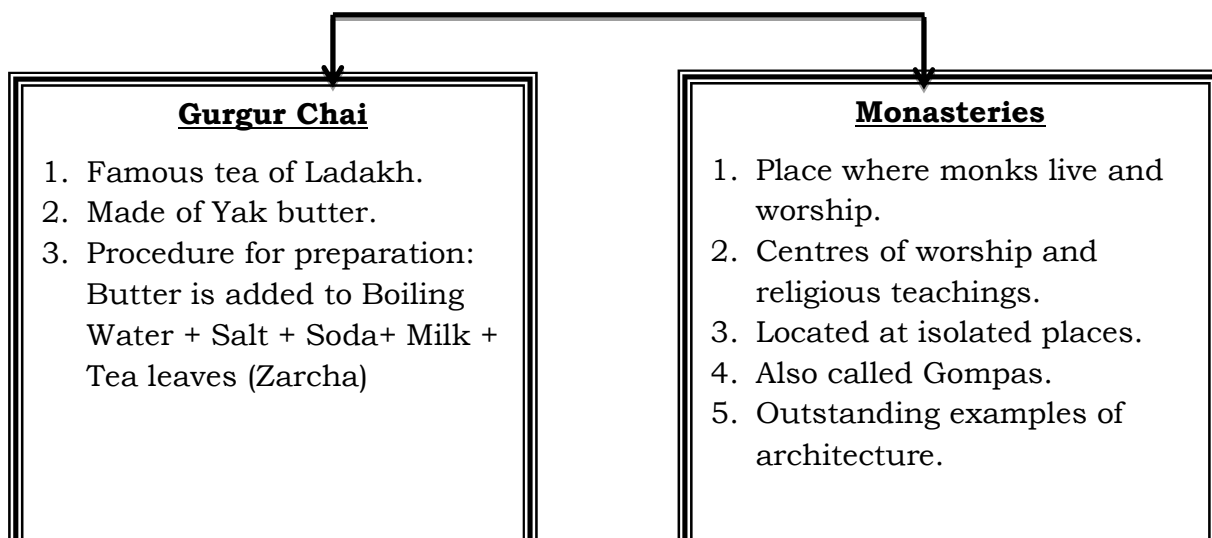 Gurgur Chai
1. Famous tea of Ladakh.
2. Made of Yak butter.
3. Procedure for preparation:
Butter is added to Boiling
Water + Salt + Soda+ Milk +
Tea leaves (Zarcha)
Monasteries
1. Place where monks live and
worship.
2. Centres of worship and
religious teachings.
3. Located at isolated places.
4. Also called Gompas.
5. Outstanding examples of
architecture.